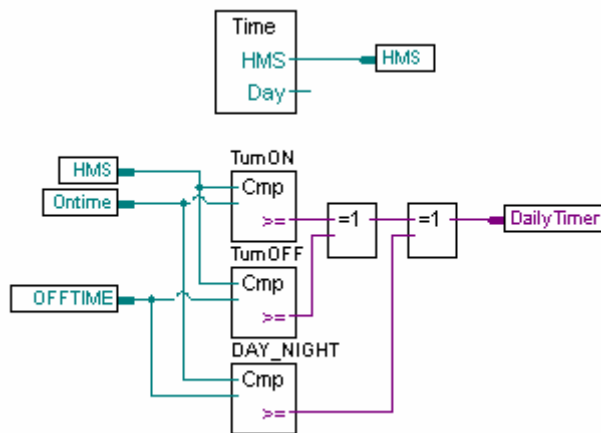 Time
HMS
HMS
Day
TurnON
HMS
Cmp
Ontime
>=
=1
=1
DailyTimer
TurnOFF
Cmp
OFFTIME
>=
DAY_NIGHT
Cmp
>=